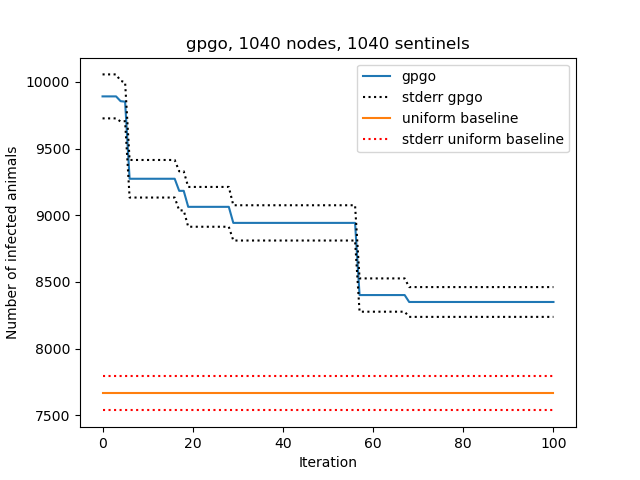 gpgo, 1040 nodes, 1040 sentinels
gpgo
stderr gpgo
uniform baseline
stderr uniform baseline
Number of infected animals
10000
9500
9000
8500
8000
7500
0 20 40 60 80 100
Iteration